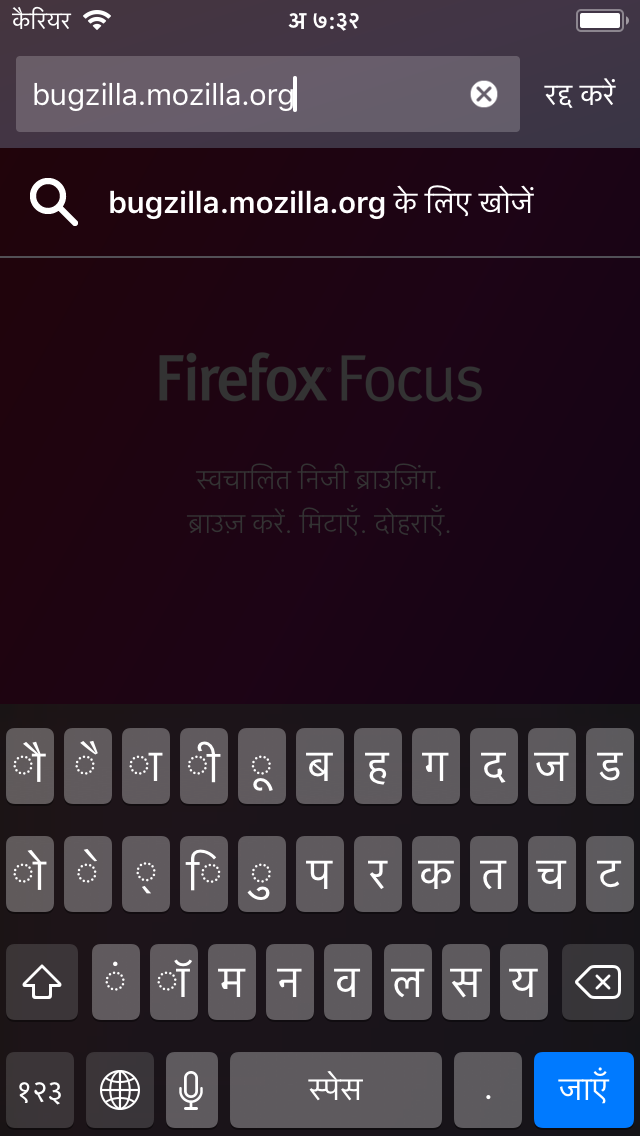 कैरियर अ ७:३२
bugzilla.mozilla.org रद्द करें
bugzilla.mozilla.org के लिए खोजें
Firefox Focus
स्वचालित निजी ब्राउज़िंग.
ब्राउज़ करें. मिटाएँ. दोहराएँ.
ौ ै ा ी ू ब ह ग द ज ड
ो े ् ि ु प र क त च ट
ं ॉ म न व ल स य
१२३ स्पेस . जाएँ